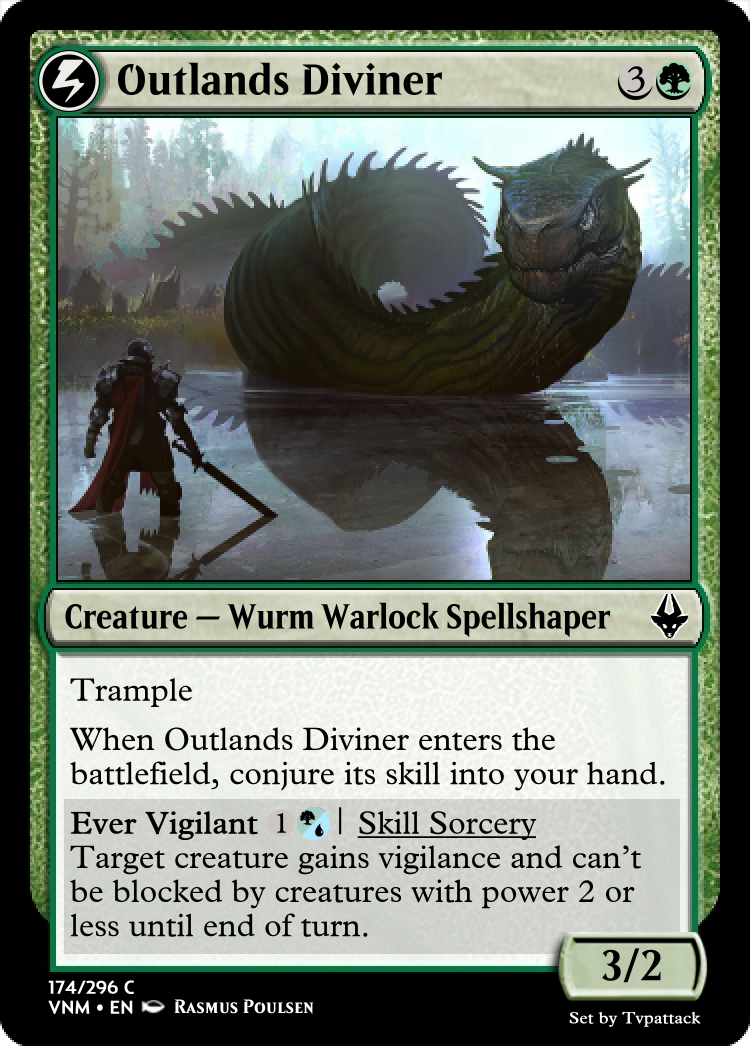 Outlands Diviner 3
Creature — Wurm Warlock Spellshaper
Trample
When Outlands Diviner enters the
battlefield, conjure its skill into your hand.
Ever Vigilant 1 | Skill Sorcery
Target creature gains vigilance and can't
be blocked by creatures with power 2 or
less until end of turn.
3/2
174/296 C
VNM • EN Rasmus Poulsen
Set by Tvpattack